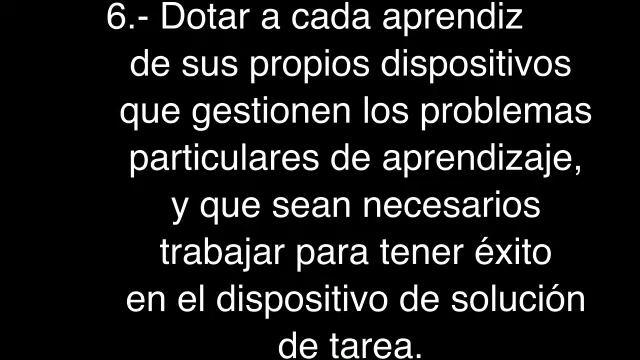 6.- Dotar a cada aprendiz
de sus propios dispositivos
que gestionen los problemas
particulares de aprendizaje,
y que sean necesarios
trabajar para tener éxito
en el dispositivo de solución
de tarea.